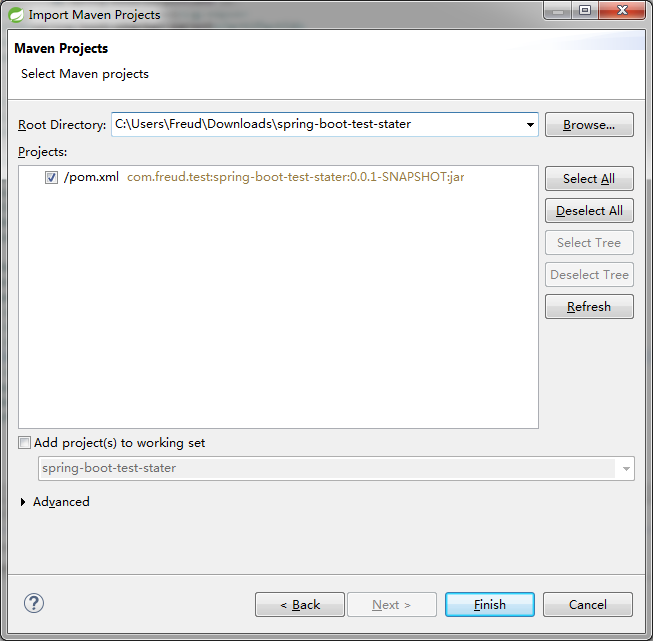 Import Maven Projects
Maven Projects
Select Maven projects
Root Directory: C:\Users\Freud\Downloads\spring-boot-test-stater Browse...
Projects:
/pom.xml com.freud.test:spring-boot-test-stater:0.0.1-SNAPSHOT:jar
Select All
Deselect All
Select Tree
Deselect Tree
Refresh
Add project(s) to working set
spring-boot-test-stater
Advanced
? < Back Next > Finish Cancel